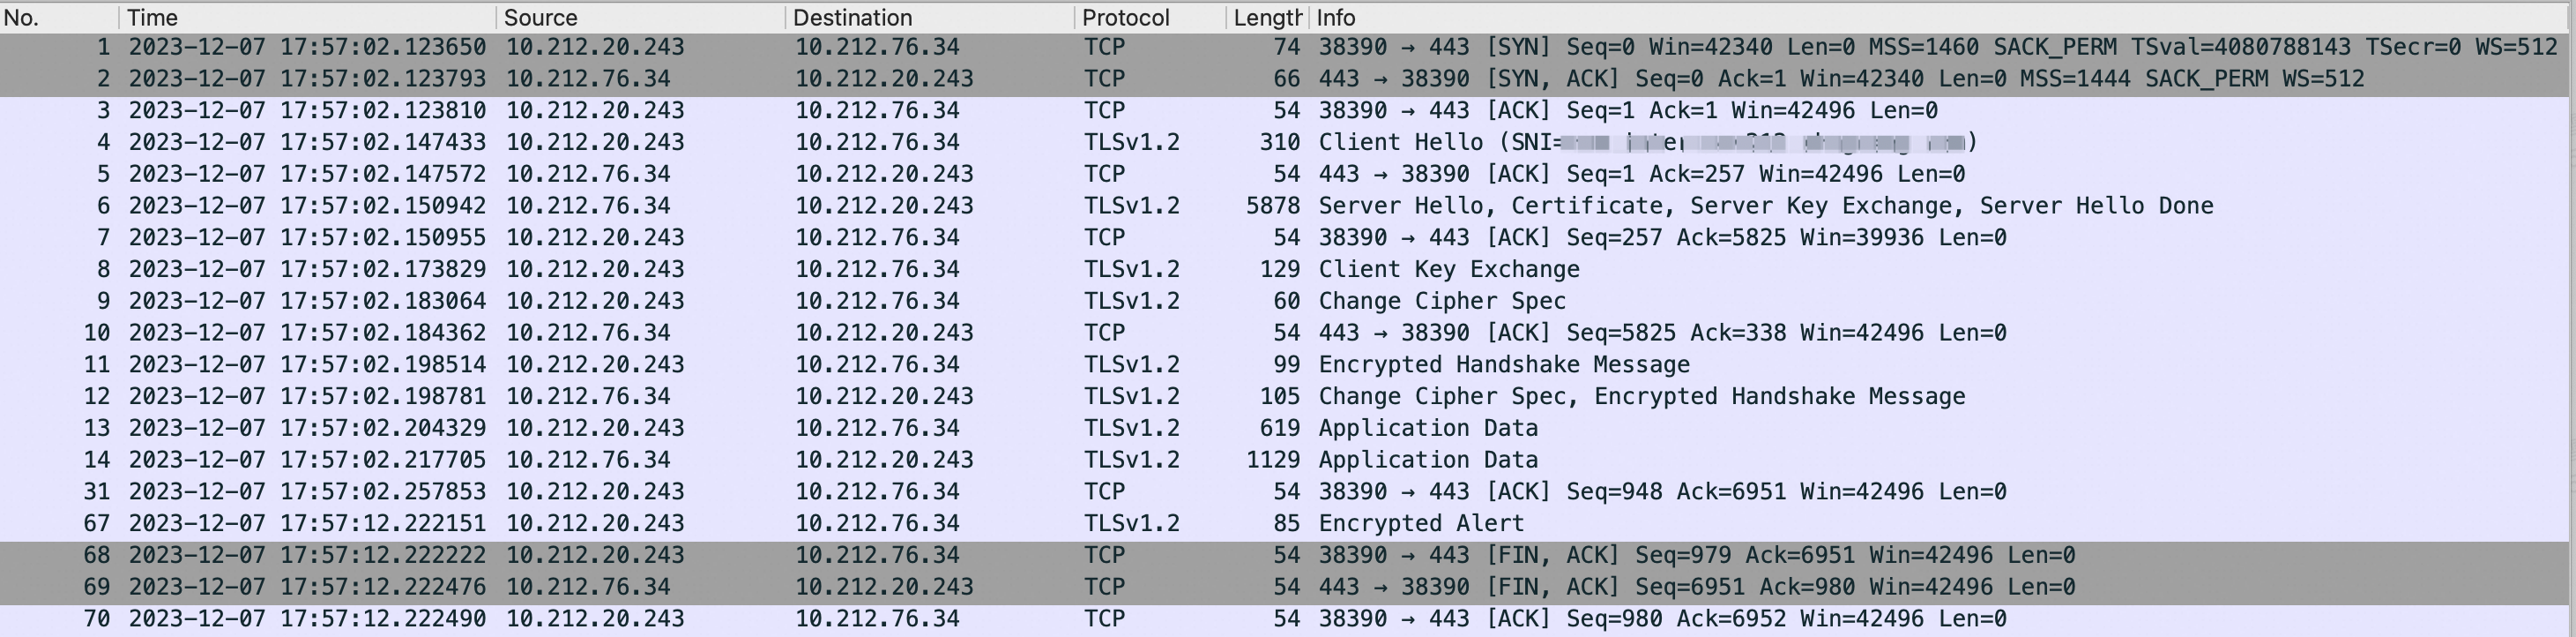 No. Time Source Destination Protocol Length Info
1 2023-12-07 17:57:02.123650 10.212.20.243 10.212.76.34 TCP 74 38390 → 443 [SYN] Seq=0 Win=42340 Len=0 MSS=1460 SACK_PERM TSval=4080788143 TSecr=0 WS=512
2 2023-12-07 17:57:02.123793 10.212.76.34 10.212.20.243 TCP 66 443 → 38390 [SYN, ACK] Seq=0 Ack=1 Win=42340 Len=0 MSS=1444 SACK_PERM WS=512
3 2023-12-07 17:57:02.123810 10.212.20.243 10.212.76.34 TCP 54 38390 → 443 [ACK] Seq=1 Ack=1 Win=42496 Len=0
4 2023-12-07 17:57:02.147433 10.212.20.243 10.212.76.34 TLSv1.2 310 Client Hello (SNI= )
5 2023-12-07 17:57:02.147572 10.212.76.34 10.212.20.243 TCP 54 443 → 38390 [ACK] Seq=1 Ack=257 Win=42496 Len=0
6 2023-12-07 17:57:02.150942 10.212.76.34 10.212.20.243 TLSv1.2 5878 Server Hello, Certificate, Server Key Exchange, Server Hello Done
7 2023-12-07 17:57:02.150955 10.212.20.243 10.212.76.34 TCP 54 38390 → 443 [ACK] Seq=257 Ack=5825 Win=39936 Len=0
8 2023-12-07 17:57:02.173829 10.212.20.243 10.212.76.34 TLSv1.2 129 Client Key Exchange
9 2023-12-07 17:57:02.183064 10.212.20.243 10.212.76.34 TLSv1.2 60 Change Cipher Spec
10 2023-12-07 17:57:02.184362 10.212.76.34 10.212.20.243 TCP 54 443 → 38390 [ACK] Seq=5825 Ack=338 Win=42496 Len=0
11 2023-12-07 17:57:02.198514 10.212.20.243 10.212.76.34 TLSv1.2 99 Encrypted Handshake Message
12 2023-12-07 17:57:02.198781 10.212.76.34 10.212.20.243 TLSv1.2 105 Change Cipher Spec, Encrypted Handshake Message
13 2023-12-07 17:57:02.204329 10.212.20.243 10.212.76.34 TLSv1.2 619 Application Data
14 2023-12-07 17:57:02.217705 10.212.76.34 10.212.20.243 TLSv1.2 1129 Application Data
31 2023-12-07 17:57:02.257853 10.212.20.243 10.212.76.34 TCP 54 38390 → 443 [ACK] Seq=948 Ack=6951 Win=42496 Len=0
67 2023-12-07 17:57:12.222151 10.212.20.243 10.212.76.34 TLSv1.2 85 Encrypted Alert
68 2023-12-07 17:57:12.222222 10.212.20.243 10.212.76.34 TCP 54 38390 → 443 [FIN, ACK] Seq=979 Ack=6951 Win=42496 Len=0
69 2023-12-07 17:57:12.222476 10.212.76.34 10.212.20.243 TCP 54 443 → 38390 [FIN, ACK] Seq=6951 Ack=980 Win=42496 Len=0
70 2023-12-07 17:57:12.222490 10.212.20.243 10.212.76.34 TCP 54 38390 → 443 [ACK] Seq=980 Ack=6952 Win=42496 Len=0